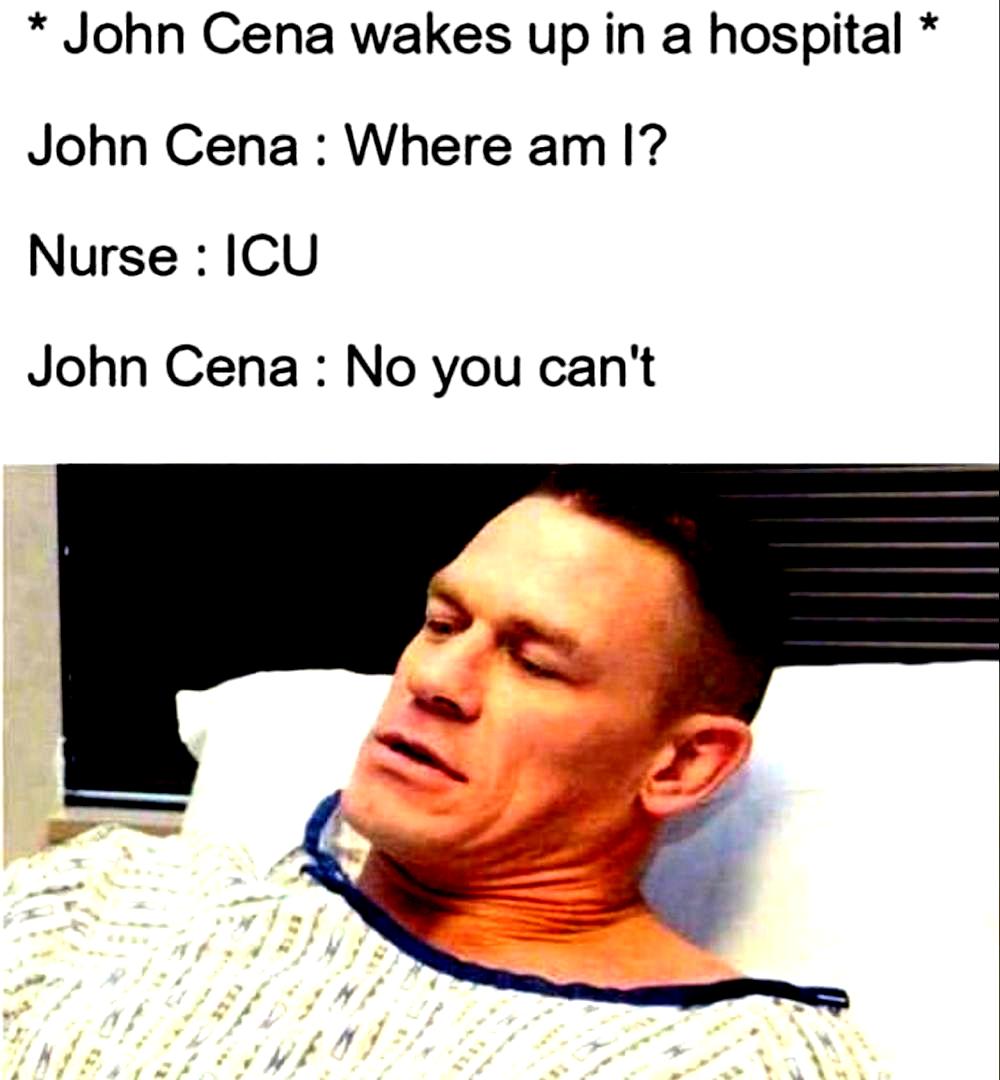 * John Cena wakes up in a hospital *
John Cena : Where am I?
Nurse : ICU
John Cena : No you can't